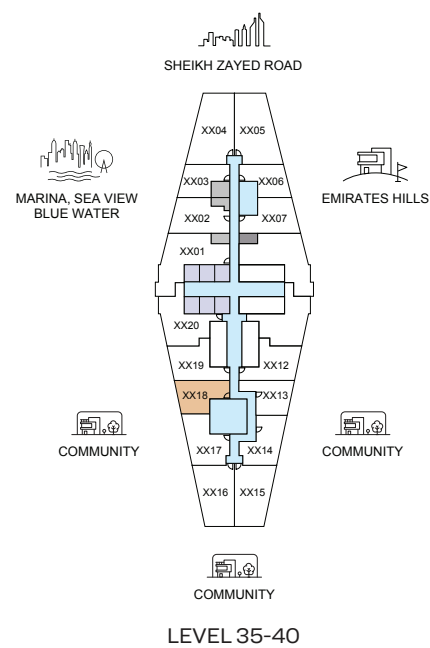 SHEIKH ZAYED ROAD
XX04 XX05
XX03 XX06
MARINA, SEA VIEW
BLUE WATER
EMIRATES HILLS
XX02 XX07
XX01
XX20
XX19 XX12
XX18 XX13
COMMUNITY
COMMUNITY
XX17 XX14
XX16 XX15
COMMUNITY
LEVEL 35-40